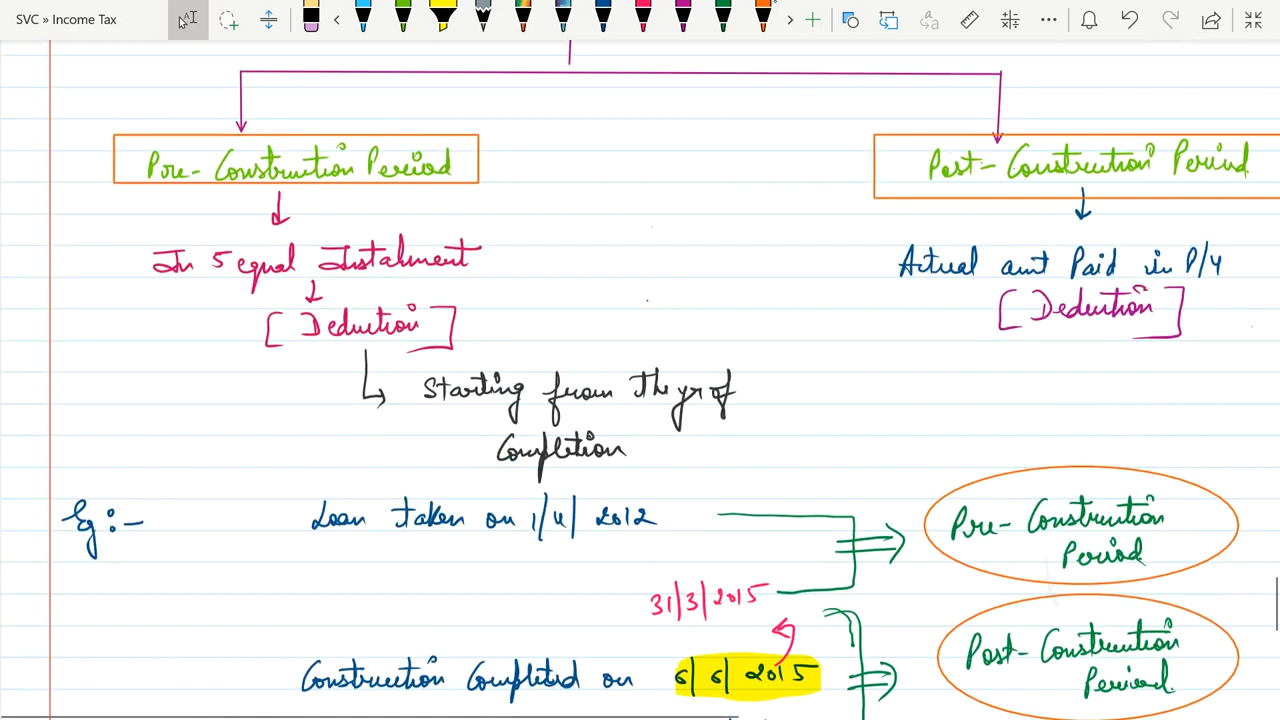 SVC » Income Tax
Pre-Construction Period
Post-Construction Period
In 5 equal Instalment
[Deduction]
Actual amt Paid in P/Y
[Deduction]
Starting from the yr of
Completion
Eg:-
Loan taken on 1/4/2012
Pre-Construction
Period
31/3/2015
Construction Completed on 6/6/2015
Post-Construction
Period